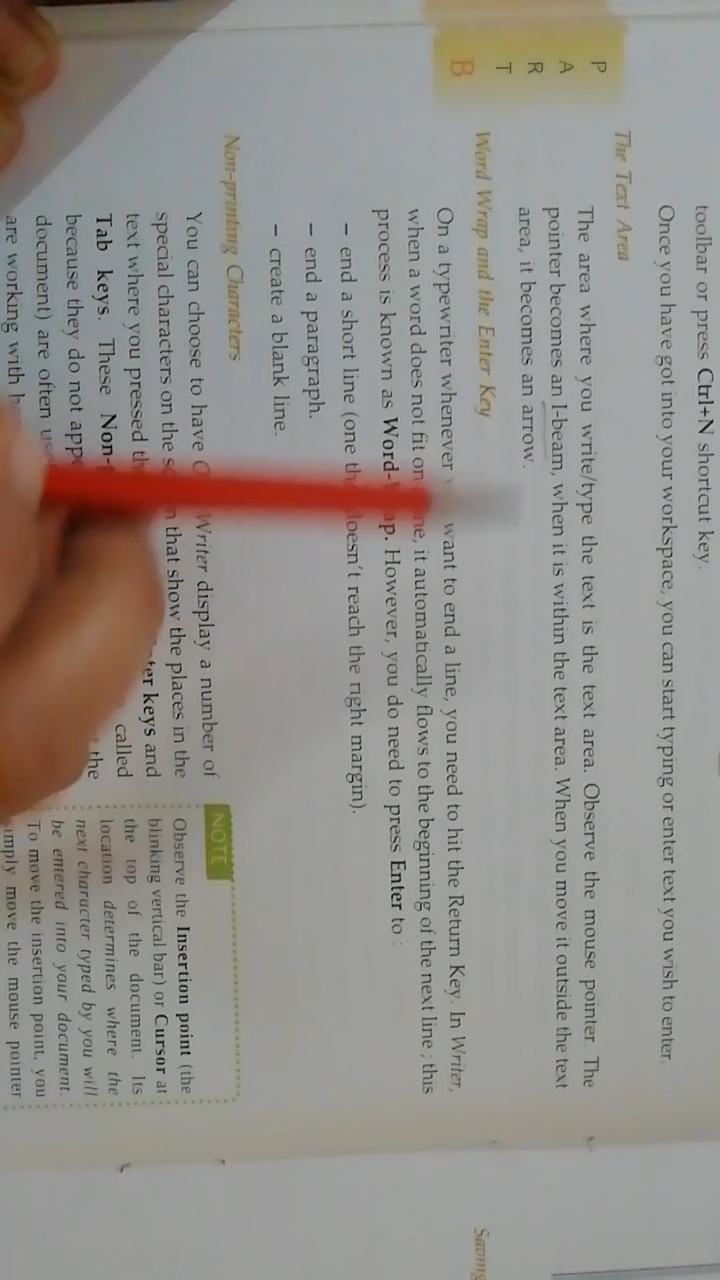 toolbar or press Ctrl+N shortcut key.
Once you have got into your workspace, you can start typing or enter text you wish to enter.
The Text Area
The area where you write/type the text is the text area. Observe the mouse pointer. The
pointer becomes an I-beam, when it is within the text area. When you move it outside the text
area, it becomes an arrow.
P
A
R
T
B
Word Wrap and the Enter Key
On a typewriter whenever want to end a line, you need to hit the Return Key. In Writer,
when a word does not fit on it automatically flows to the beginning of the next line ; this
process is known as However, you do need to press Enter to :
– end a short line (one doesn't reach the right margin).
– end a paragraph.
– create a blank line.
Non-printing Characters
You can choose to have Writer display a number of
special characters on the that show the places in the
text where you pressed keys and
Tab keys. These called
because they do not the
document) are often
are working with
NOTE
Observe the Insertion point (the
blinking vertical bar) or Cursor at
the top of the document. Its
location determines where the
next character typed by you will
be entered into your document.
To move the insertion point, you
simply move the mouse pointer
Saving